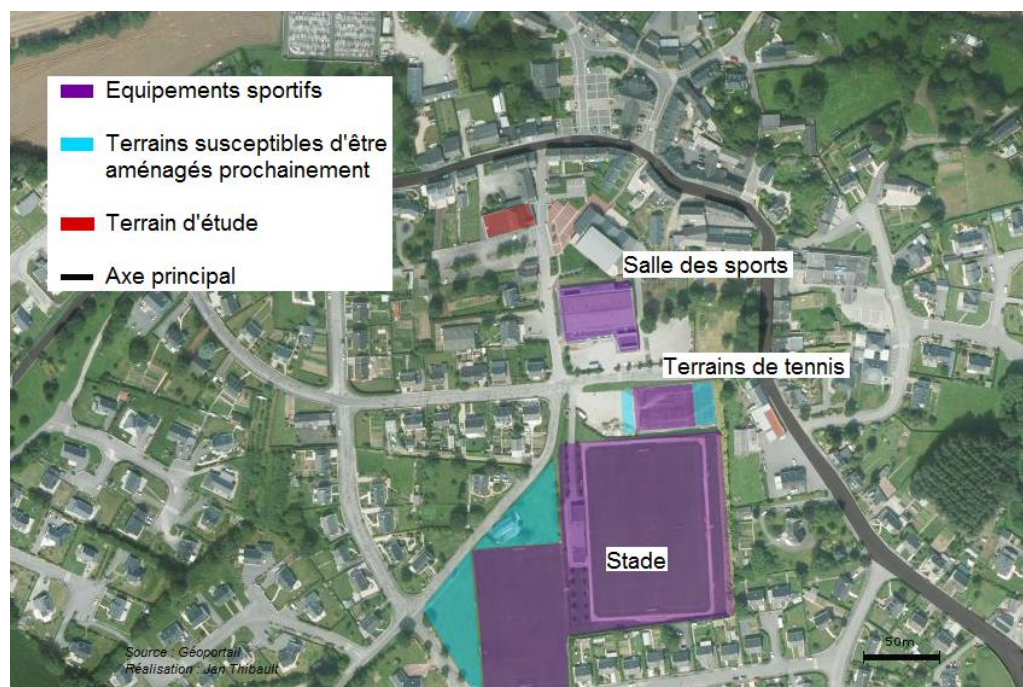 Equipements sportifs
Terrains susceptibles d'être
aménagés prochainement
Terrain d'étude
Axe principal
Salle des sports
Terrains de tennis
Stade
Source : Géoportail
Réalisation : Jan Thibault
50m